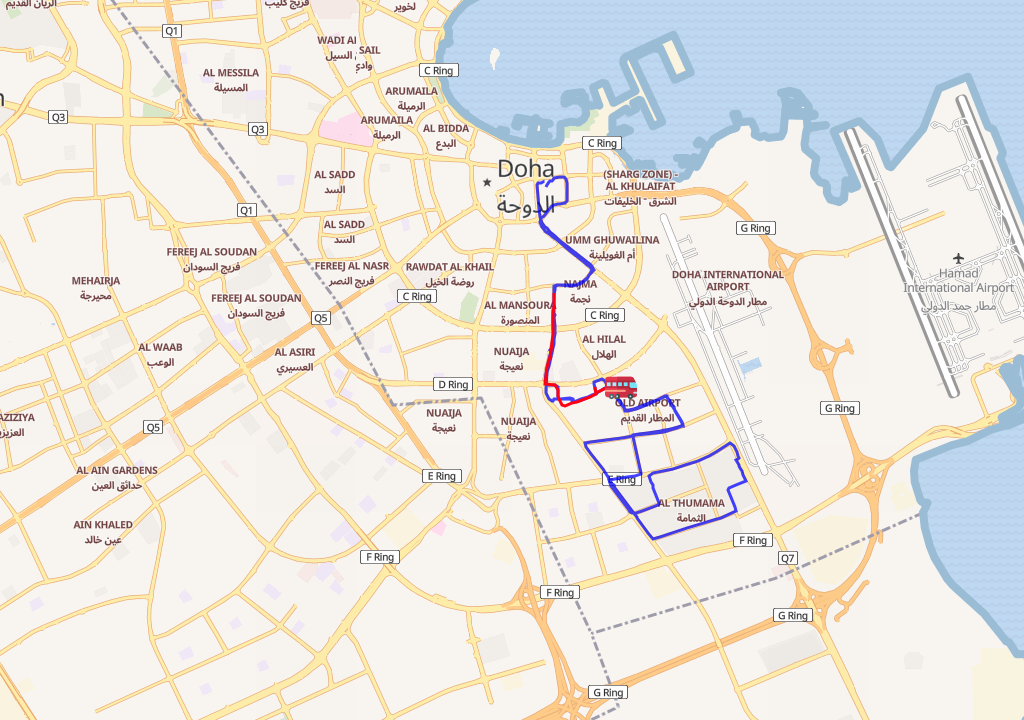 الريان القديم
فريج كليب
لخوير
Q1
WADI AL
SAIL
السيل
وادي
C Ring
AL MESSILA
المسيلة
ARUMAILA
الرميلة
Q3
Q3
ARUMAILA
الرميلة
AL BIDDA
البدع
C Ring
Doha
الدوحة
AL SADD
السد
(SHARG ZONE) -
AL KHULAIFAT
الشرق - الخليفات
Q1
AL SADD
السد
G Ring
FEREEJ AL SOUDAN
فريج السودان
UMM GHUWAILINA
أم الغويلينة
FEREEJ AL NASR
فريج النصر
RAWDAT AL KHAIL
روضة الخيل
DOHA INTERNATIONAL
AIRPORT
مطار الدوحة الدولي
Hamad
International Airport
مطار حمد الدولي
MEHAIRJA
محيرجة
NAJMA
نجمة
C Ring
FEREEJ AL SOUDAN
فريج السودان
AL MANSOURA
المنصورة
C Ring
Q5
AL WAAB
الوعب
AL ASIRI
العسيري
NUAIJA
نعيجة
AL HILAL
الهلال
D Ring
OLD AIRPORT
المطار القديم
G Ring
NUAIJA
نعيجة
NUAIJA
نعيجة
AZIZIYA
العزيزي
Q5
AL AIN GARDENS
حدائق العين
E Ring
E Ring
AL THUMAMA
الثمامة
AIN KHALED
عين خالد
F Ring
F Ring
Q7
F Ring
G Ring
G Ring